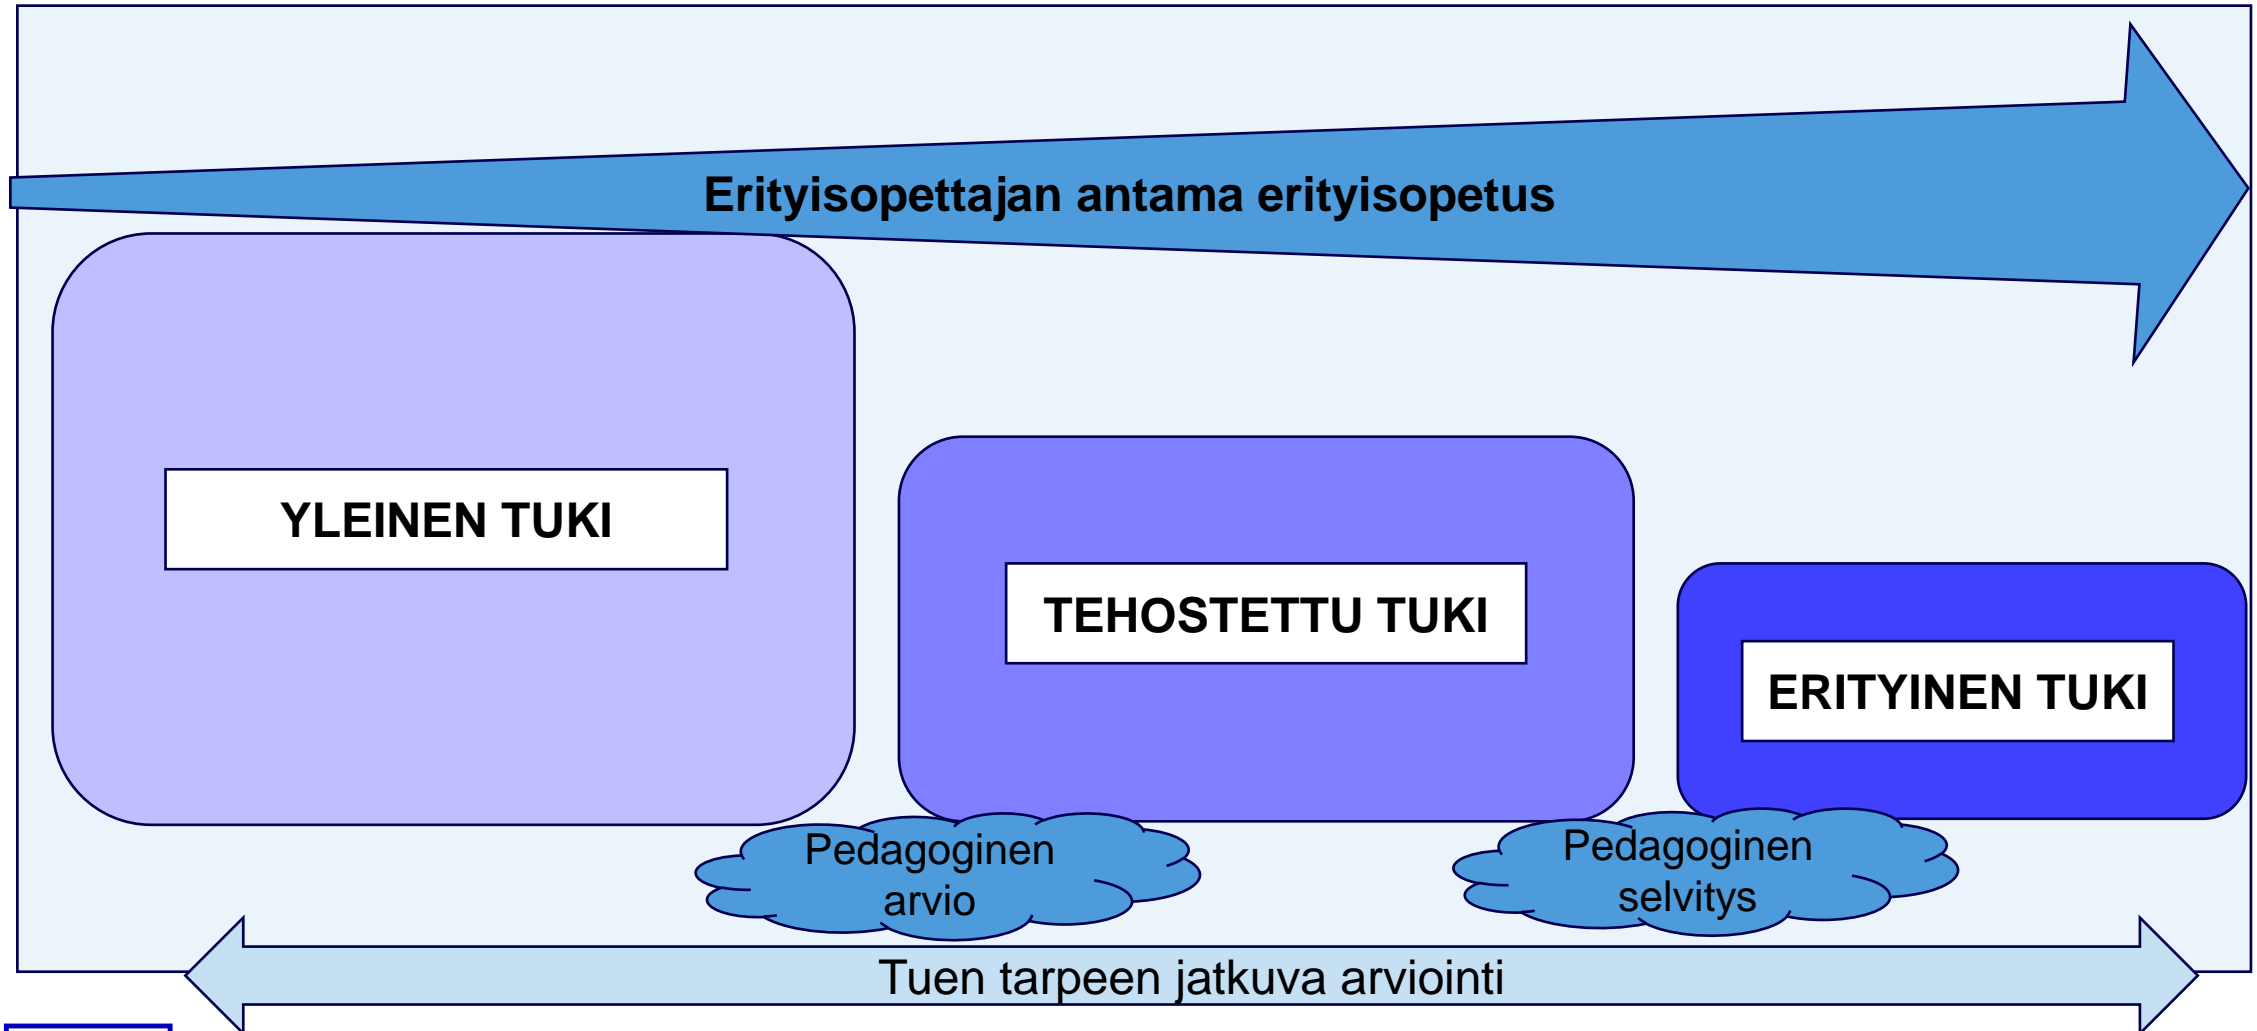 Erityisopettajan antama erityisopetus
YLEINEN TUKI
TEHOSTETTU TUKI
ERITYINEN TUKI
Pedagoginen
arvio
Pedagoginen
selvitys
Tuen tarpeen jatkuva arviointi